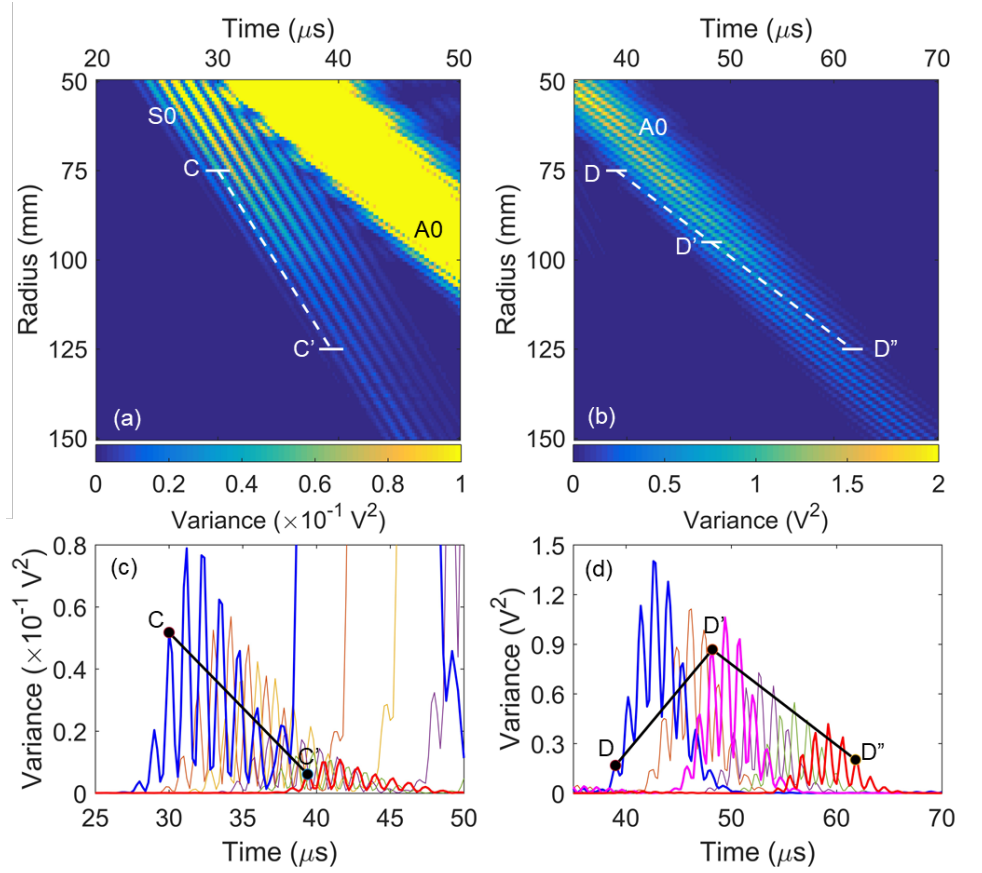 Time (μs)
20 30 40 50
50
75
100
125
150
Radius (mm)
S0
C
A0
C'
(a)
0 0.2 0.4 0.6 0.8 1
Variance (×10⁻¹ V²)
Time (μs)
40 50 60 70
50
75
100
125
150
Radius (mm)
A0
D
D'
D”
(b)
0 0.5 1 1.5 2
Variance (V²)
0.8
0.6
0.4
0.2
0
Variance (×10⁻¹ V²)
(c)
C
C'
25 30 35 40 45 50
Time (μs)
1.5
1.2
0.9
0.6
0.3
0
Variance (V²)
(d)
D'
D
D”
40 50 60 70
Time (μs)